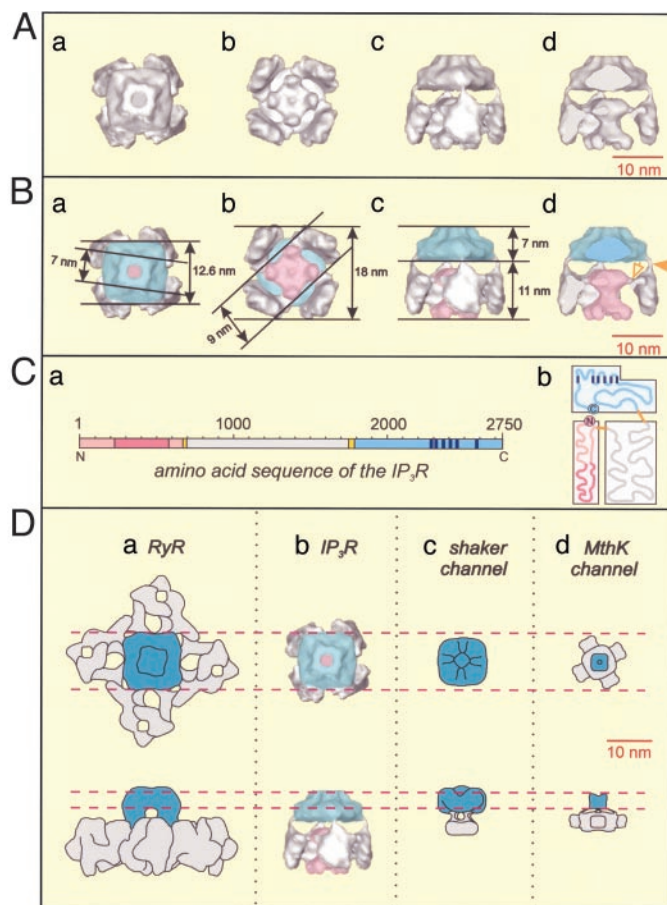 A
a b c d
10 nm
B
a b c d
7 nm 12.6 nm 9 nm 18 nm 7 nm 11 nm
10 nm
C
a b
1 1000 2000 2750
N C
amino acid sequence of the IP₃R
C
N
D
a RyR b IP₃R c shaker channel d MthK channel
10 nm